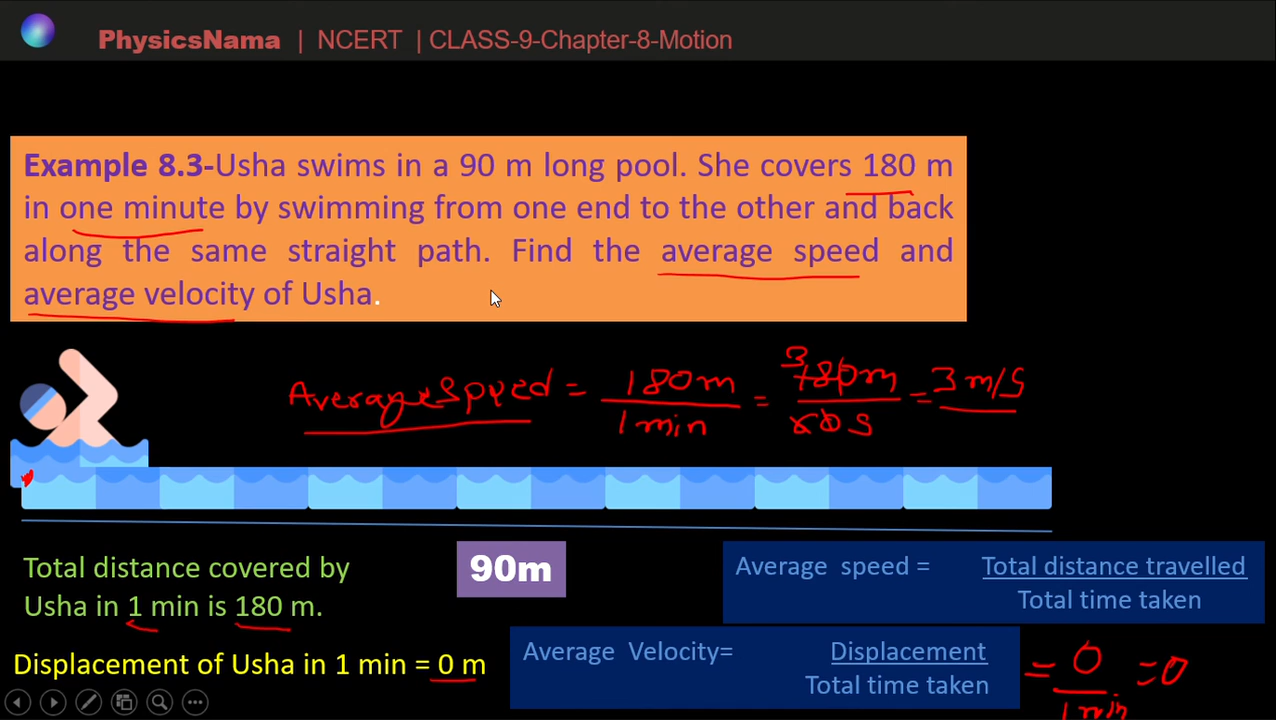 PhysicsNama | NCERT | CLASS-9-Chapter-8-Motion
Example 8.3-Usha swims in a 90 m long pool. She covers 180 m
in one minute by swimming from one end to the other and back
along the same straight path. Find the average speed and
average velocity of Usha.
Average Speed = 180m / 1 min = 3 180m / 60 s = 3 m/s
Total distance covered by
Usha in 1 min is 180 m.
90m
Average speed = Total distance travelled
Total time taken
Displacement of Usha in 1 min = 0 m
Average Velocity= Displacement
Total time taken
= 0 / 1 min = 0